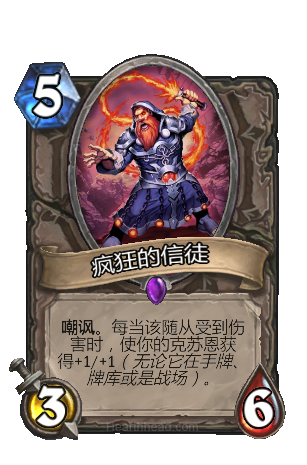 5
疯狂的信徒
嘲讽。每当该随从受到伤
害时，使你的克苏恩获
得+1/+1（无论它在手牌、
牌库或是战场）。
3
6